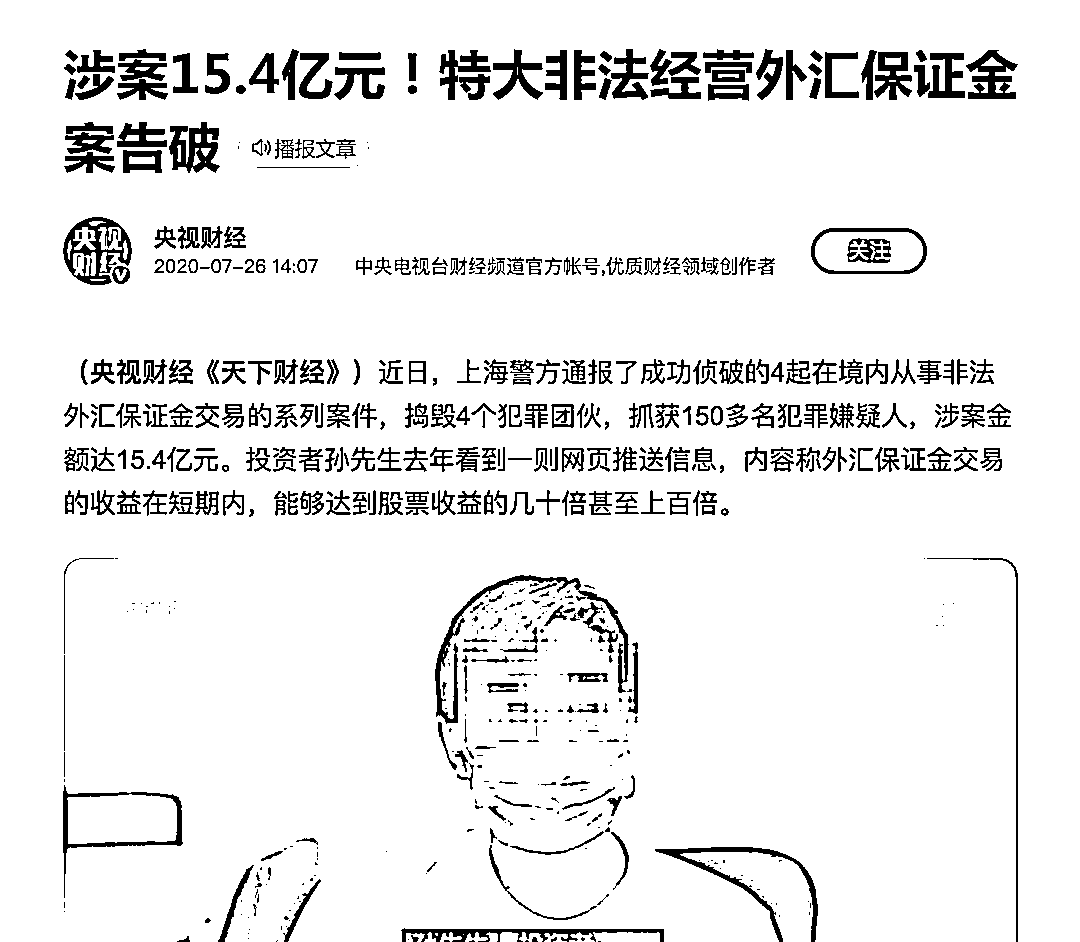 涉案15.4亿元！特大非法经营外汇保证金
案告破 播报文章
央视财经
央视财经
2020-07-26 14:07 中央电视台财经频道官方帐号,优质财经领域创作者
关注
（央视财经《天下财经》）近日，上海警方通报了成功侦破的4起在境内从事非法
外汇保证金交易的系列案件，捣毁4个犯罪团伙，抓获150多名犯罪嫌疑人，涉案金
额达15.4亿元。投资者孙先生去年看到一则网页推送信息，内容称外汇保证金交易
的收益在短期内，能够达到股票收益的几十倍甚至上百倍。